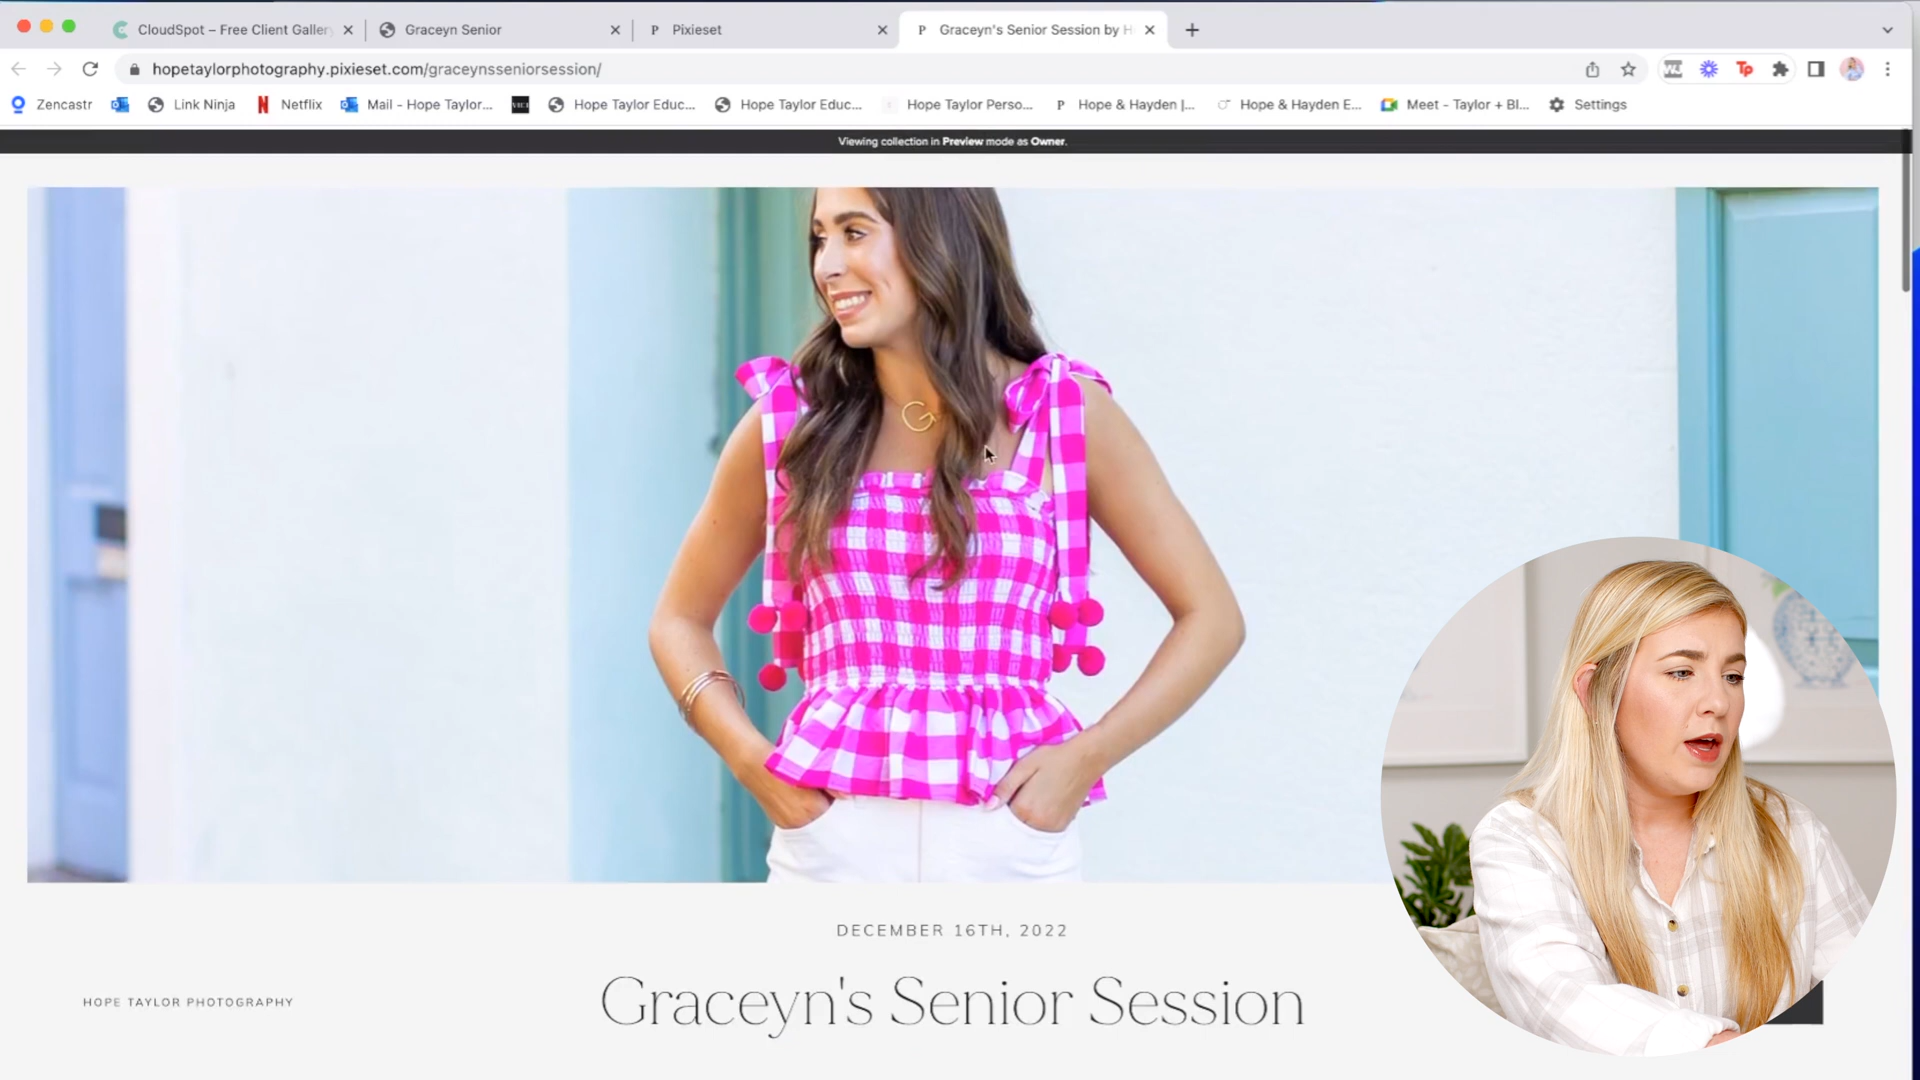 CloudSpot – Free Client Galler
Graceyn Senior
Pixieset
Graceyn's Senior Session by H
hopetaylorphotography.pixieset.com/graceynsseniorsession/
Tp
Zencastr
Link Ninja
Netflix
Mail - Hope Taylor...
Hope Taylor Educ...
Hope Taylor Educ...
Hope Taylor Perso...
Hope & Hayden |...
Hope & Hayden E...
Meet - Taylor + Bl...
Settings
Viewing collection in Preview mode as Owner.
G
DECEMBER 16TH, 2022
HOPE TAYLOR PHOTOGRAPHY
Graceyn's Senior Session